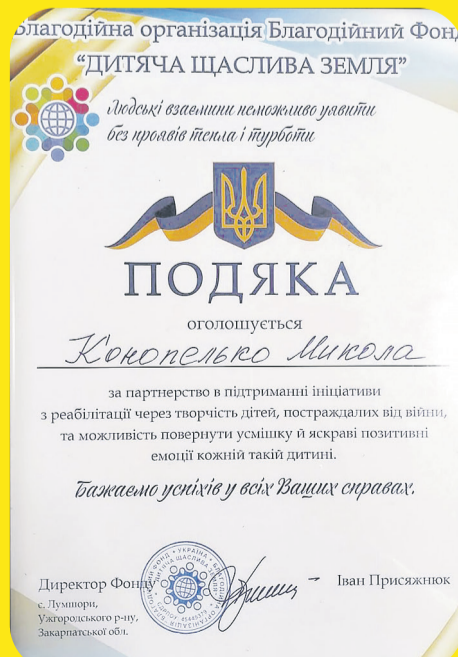 Благодійна організація Благодійний Фонд
“ДИТЯЧА ЩАСЛИВА ЗЕМЛЯ”
Людські взаємини неможливо уявити
без проявів тепла і турботи
ПОДЯКА
оголошується
Конопелько Микола
за партнерство в підтриманні ініціативи
з реабілітації через творчість дітей, постраждалих від війни,
та можливість повернути усмішку й яскраві позитивні
емоції кожній такій дитині.
Бажаємо успіхів у всіх Ваших справах.
Директор Фонду
Іван Присяжнюк
с. Лумшори,
Ужгородського р-ну,
Закарпатської обл.